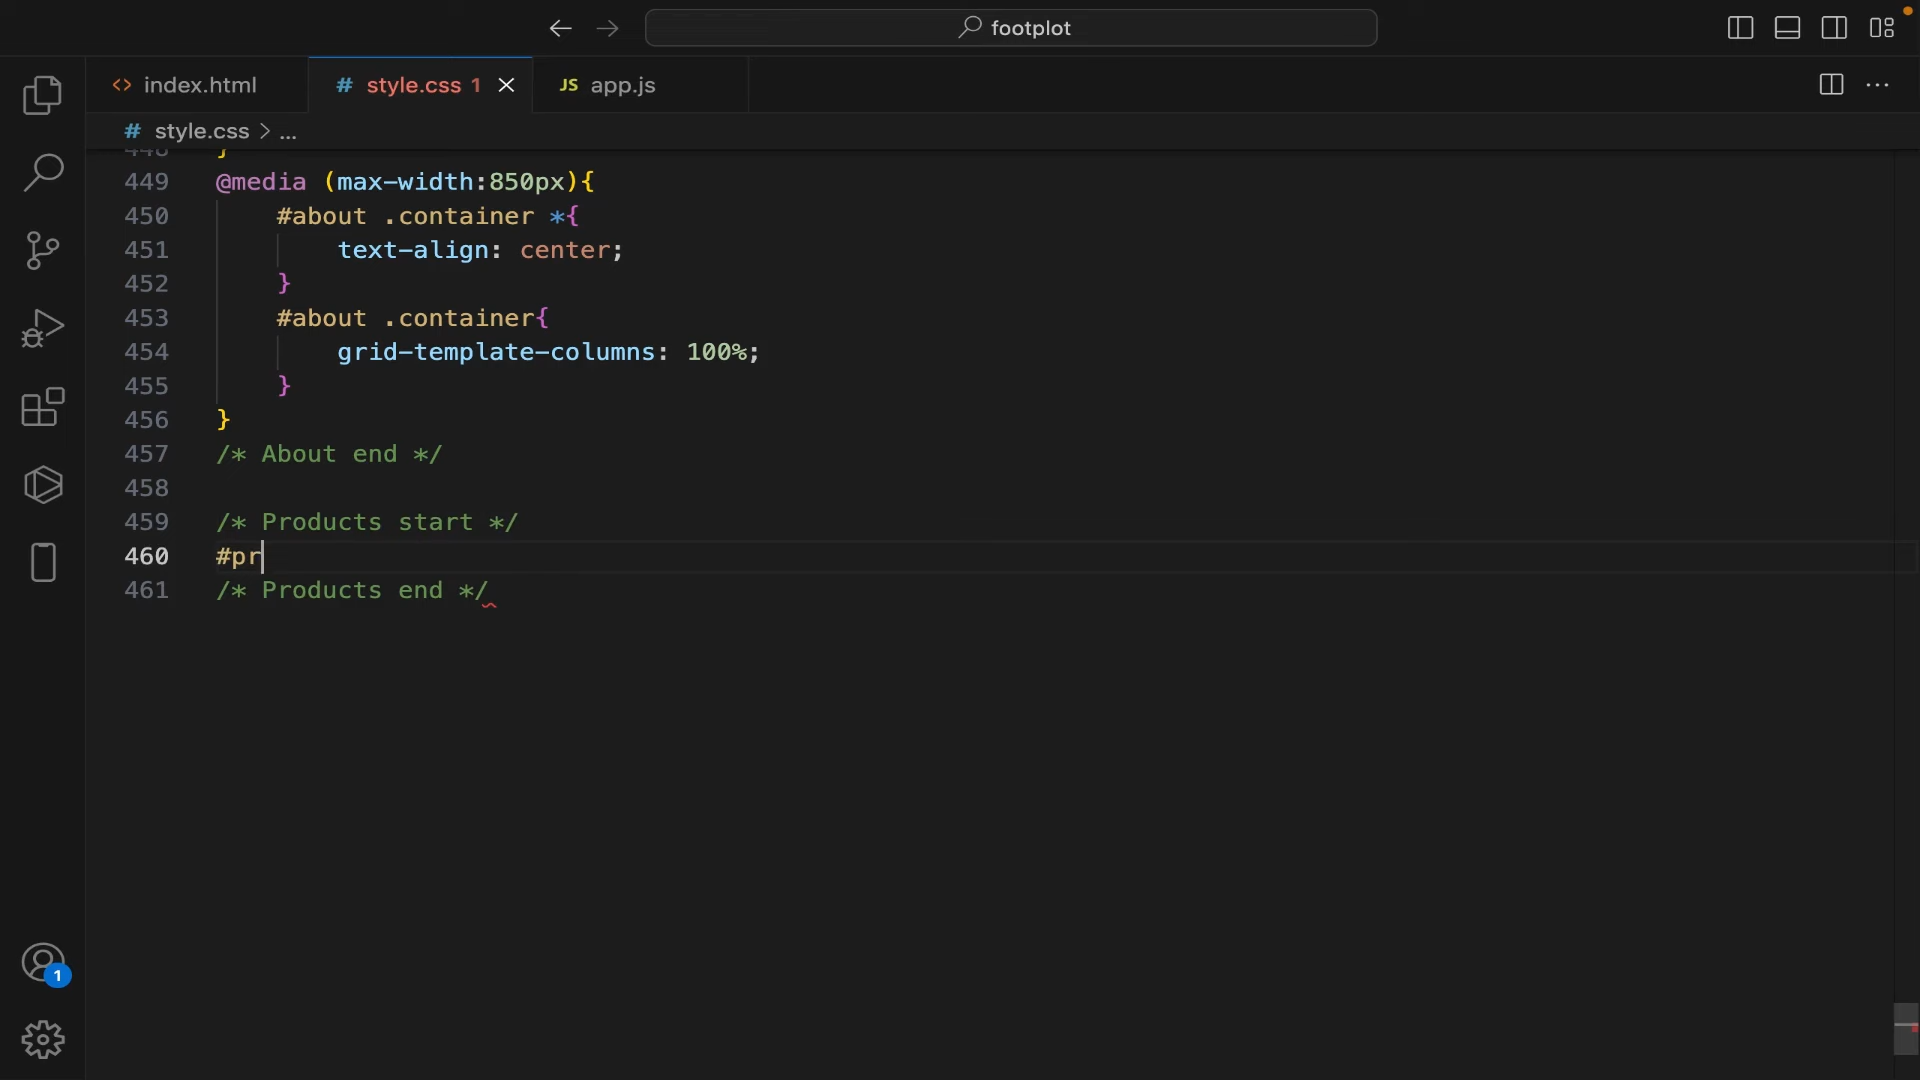 footplot
<> index.html
# style.css 1
JS app.js
# style.css > ...
448 }
449 @media (max-width:850px){
450 #about .container *{
451 text-align: center;
452 }
453 #about .container{
454 grid-template-columns: 100%;
455 }
456 }
457 /* About end */
458
459 /* Products start */
460 #pr
461 /* Products end */
1